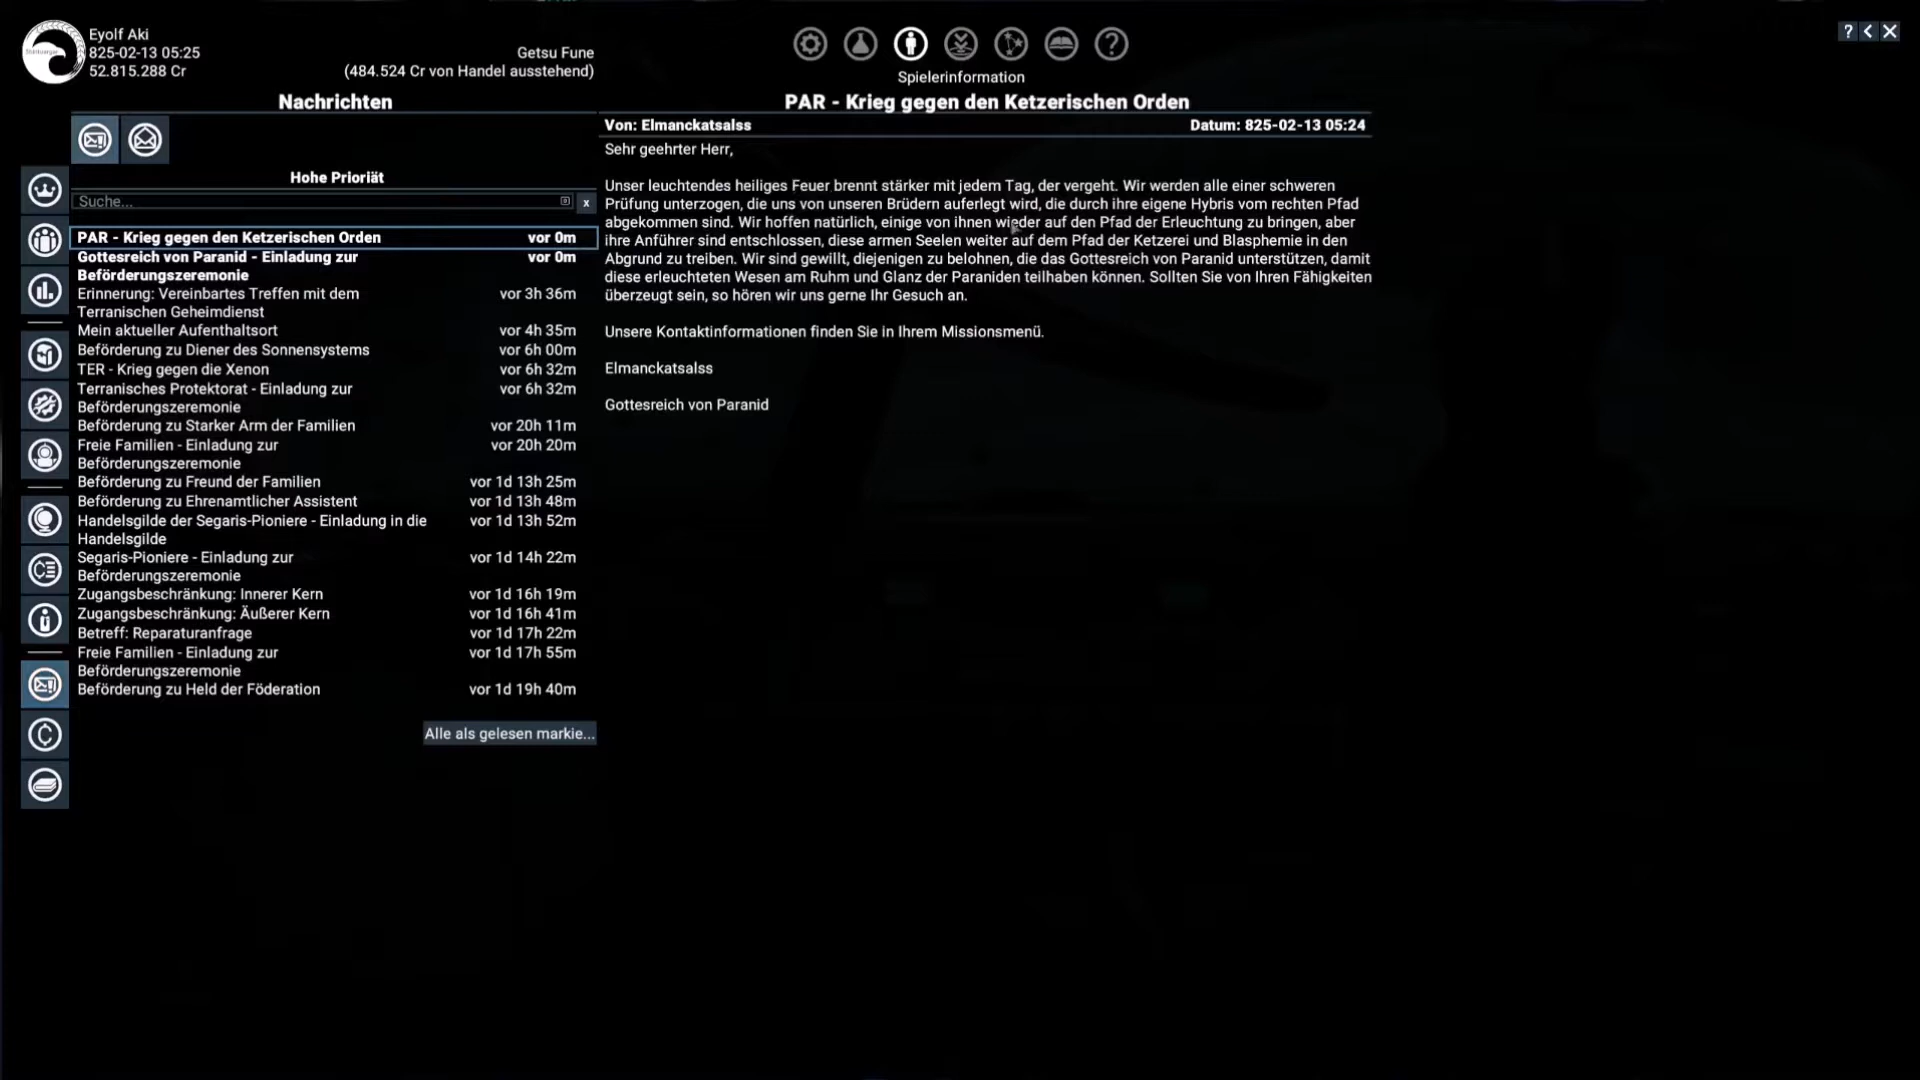 Eyolf Aki
825-02-13 05:25
52.815.288 Cr
Getsu Fune
(484.524 Cr von Handel ausstehend)
Spielerinformation
? < X
Nachrichten
Hohe Prioriät
Suche...
x
PAR - Krieg gegen den Ketzerischen Orden vor 0m
Gottesreich von Paranid - Einladung zur vor 0m
Beförderungszeremonie
Erinnerung: Vereinbartes Treffen mit dem vor 3h 36m
Terranischen Geheimdienst
Mein aktueller Aufenthaltsort vor 4h 35m
Beförderung zu Diener des Sonnensystems vor 6h 00m
TER - Krieg gegen die Xenon vor 6h 32m
Terranisches Protektorat - Einladung zur vor 6h 32m
Beförderungszeremonie
Beförderung zu Starker Arm der Familien vor 20h 11m
Freie Familien - Einladung zur vor 20h 20m
Beförderungszeremonie
Beförderung zu Freund der Familien vor 1d 13h 25m
Beförderung zu Ehrenamtlicher Assistent vor 1d 13h 48m
Handelsgilde der Segaris-Pioniere - Einladung in die vor 1d 13h 52m
Handelsgilde
Segaris-Pioniere - Einladung zur vor 1d 14h 22m
Beförderungszeremonie
Zugangsbeschränkung: Innerer Kern vor 1d 16h 19m
Zugangsbeschränkung: Äußerer Kern vor 1d 16h 41m
Betreff: Reparaturanfrage vor 1d 17h 22m
Freie Familien - Einladung zur vor 1d 17h 55m
Beförderungszeremonie
Beförderung zu Held der Föderation vor 1d 19h 40m
Alle als gelesen markie...
PAR - Krieg gegen den Ketzerischen Orden
Von: Elmanckatsalss Datum: 825-02-13 05:24
Sehr geehrter Herr,
Unser leuchtendes heiliges Feuer brennt stärker mit jedem Tag, der vergeht. Wir werden alle einer schweren
Prüfung unterzogen, die uns von unseren Brüdern auferlegt wird, die durch ihre eigene Hybris vom rechten Pfad
abgekommen sind. Wir hoffen natürlich, einige von ihnen wieder auf den Pfad der Erleuchtung zu bringen, aber
ihre Anführer sind entschlossen, diese armen Seelen weiter auf dem Pfad der Ketzerei und Blasphemie in den
Abgrund zu treiben. Wir sind gewillt, diejenigen zu belohnen, die das Gottesreich von Paranid unterstützen, damit
diese erleuchteten Wesen am Ruhm und Glanz der Paraniden teilhaben können. Sollten Sie von Ihren Fähigkeiten
überzeugt sein, so hören wir uns gerne Ihr Gesuch an.
Unsere Kontaktinformationen finden Sie in Ihrem Missionsmenü.
Elmanckatsalss
Gottesreich von Paranid